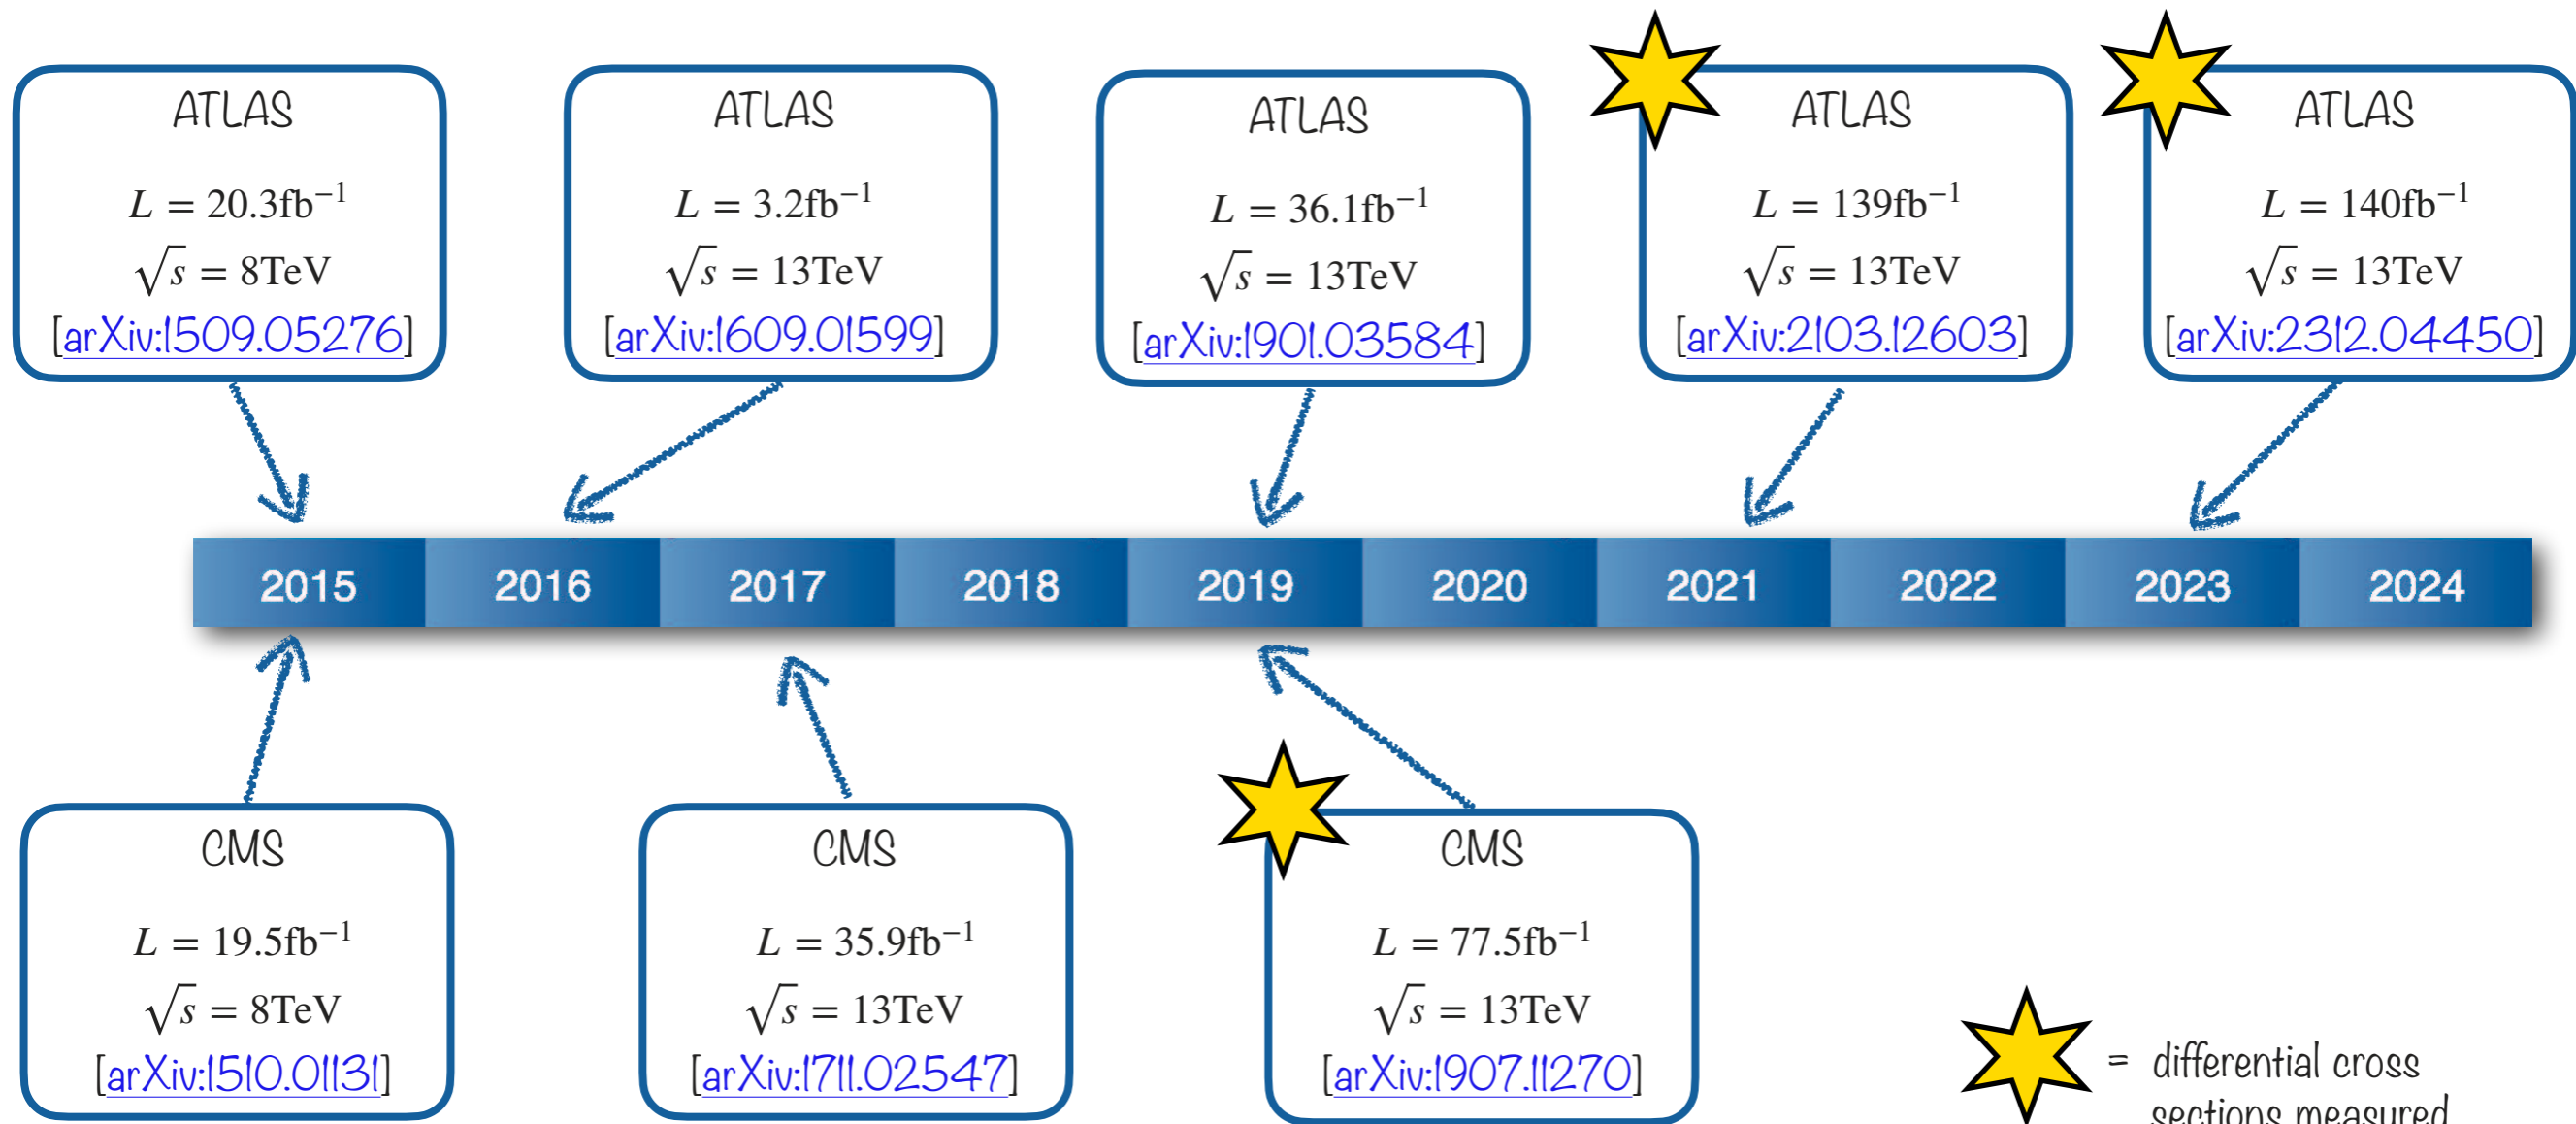 ATLAS
L = 20.3fb⁻¹
√s = 8TeV
[arXiv:1509.05276]
ATLAS
L = 3.2fb⁻¹
√s = 13TeV
[arXiv:1609.01599]
ATLAS
L = 36.1fb⁻¹
√s = 13TeV
[arXiv:1901.03584]
ATLAS
L = 139fb⁻¹
√s = 13TeV
[arXiv:2103.12603]
ATLAS
L = 140fb⁻¹
√s = 13TeV
[arXiv:2312.04450]
2015 2016 2017 2018 2019 2020 2021 2022 2023 2024
CMS
L = 19.5fb⁻¹
√s = 8TeV
[arXiv:1510.01131]
CMS
L = 35.9fb⁻¹
√s = 13TeV
[arXiv:1711.02547]
CMS
L = 77.5fb⁻¹
√s = 13TeV
[arXiv:1907.11270]
= differential cross
sections measured